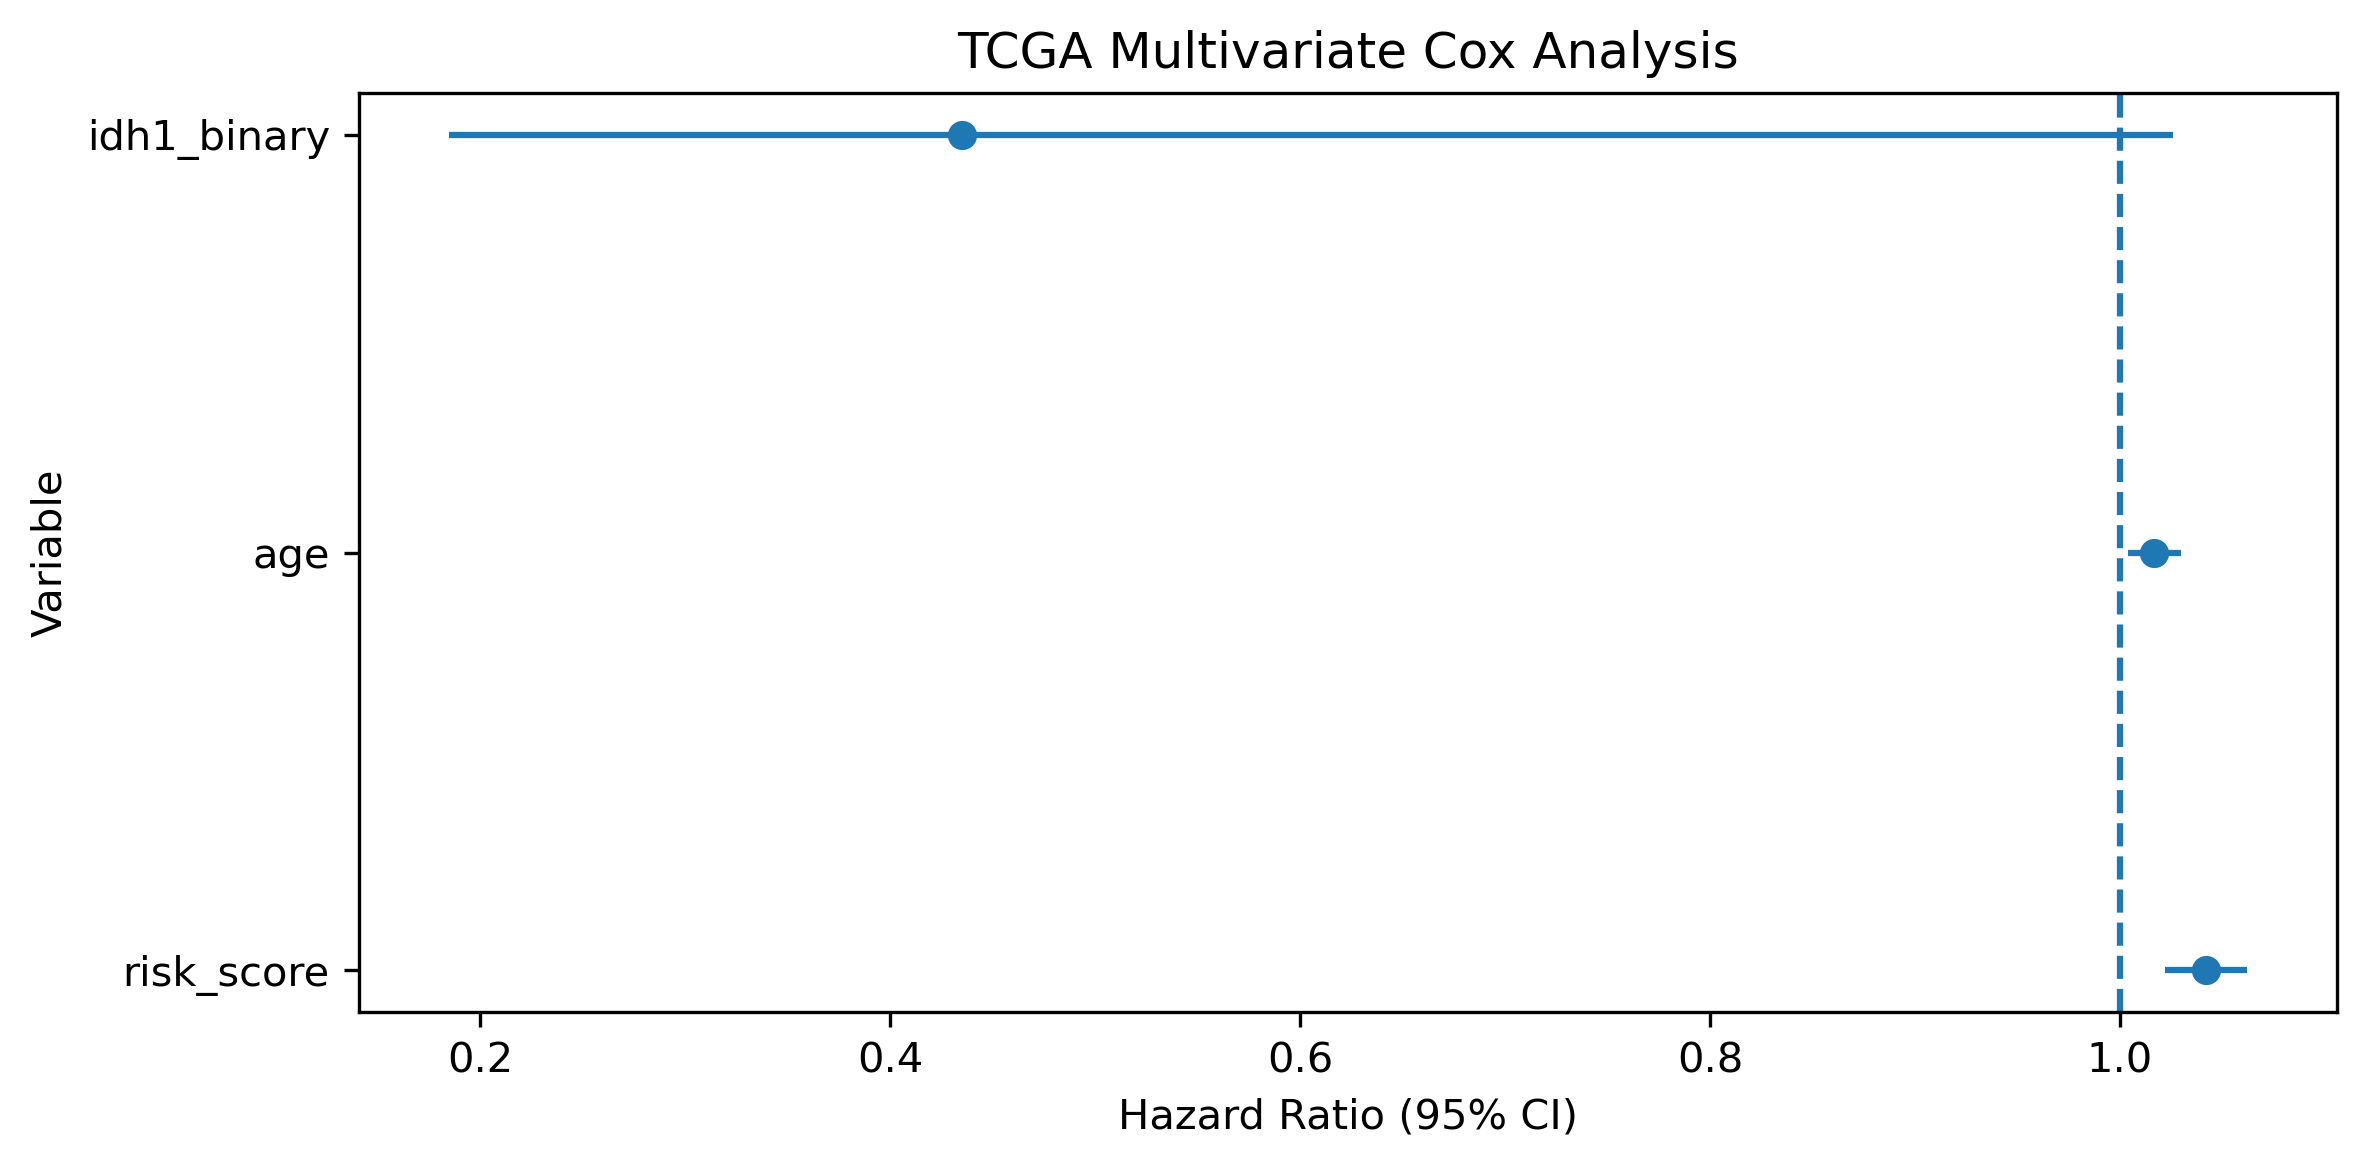 TCGA Multivariate Cox Analysis
idh1_binary
age
risk_score
Variable
0.2 0.4 0.6 0.8 1.0
Hazard Ratio (95% CI)